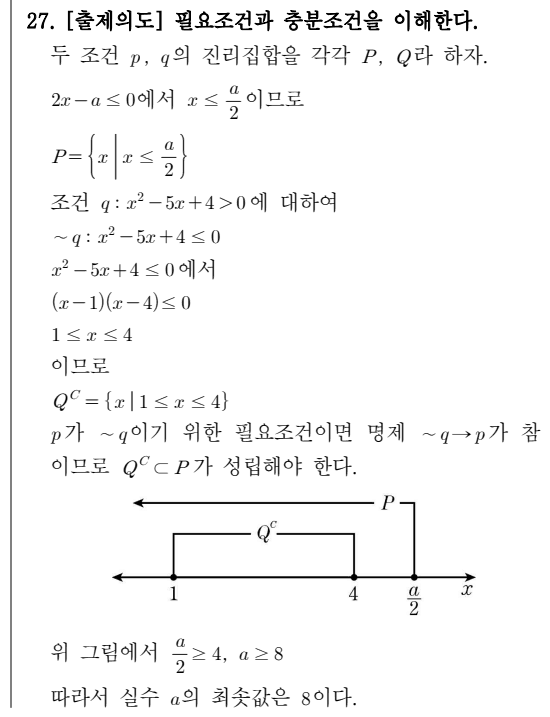 27. [출제의도] 필요조건과 충분조건을 이해한다.
두 조건 p, q의 진리집합을 각각 P, Q라 하자.
2x-a≤0에서 x≤a/2이므로
P={x|x≤a/2}
조건 q : x²-5x+4>0에 대하여
~q : x²-5x+4≤0
x²-5x+4≤0에서
(x-1)(x-4)≤0
1≤x≤4
이므로
Q^C={x|1≤x≤4}
p가 ~q이기 위한 필요조건이면 명제 ~q→p가 참
이므로 Q^C⊂P가 성립해야 한다.
P
Q^C
1 4 a/2 x
위 그림에서 a/2≥4, a≥8
따라서 실수 a의 최솟값은 8이다.